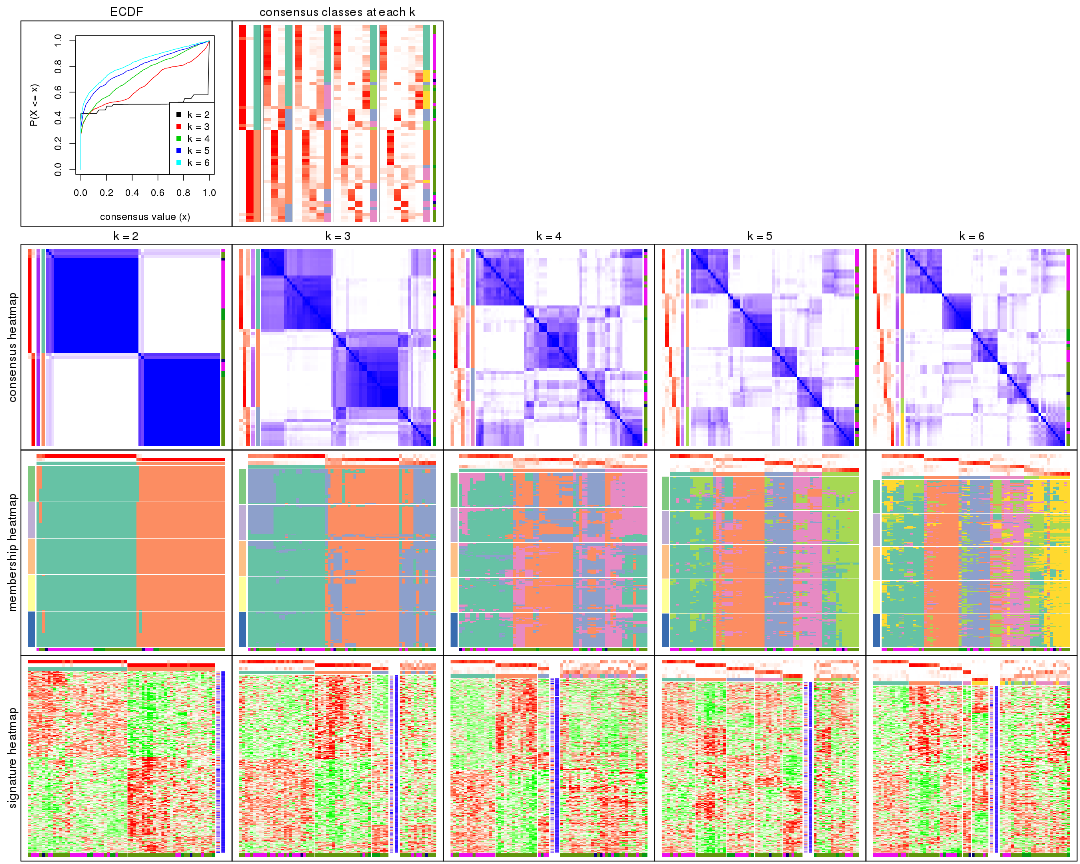 ECDF
consensus classes at each k
P(X <= x)
0.0 0.2 0.4 0.6 0.8 1.0
k = 2
k = 3
k = 4
k = 5
k = 6
0.0 0.2 0.4 0.6 0.8 1.0
consensus value (x)
k = 2 k = 3 k = 4 k = 5 k = 6
consensus heatmap
membership heatmap
signature heatmap